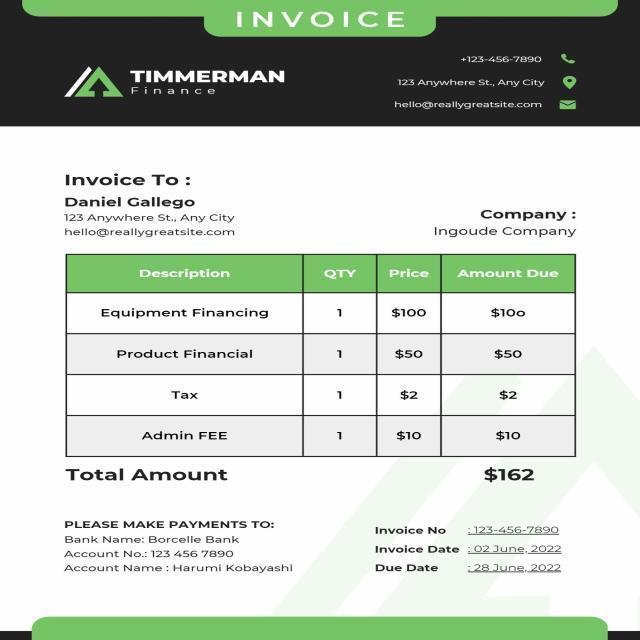 INVOICE
TIMMERMAN
Finance
+123-456-7890
123 Anywhere St., Any City
hello@reallygreatsite.com
Invoice To :
Daniel Gallego
123 Anywhere St., Any City
hello@reallygreatsite.com
Company :
Ingoude Company
Description QTY Price Amount Due
Equipment Financing 1 $100 $10o
Product Financial 1 $50 $50
Tax 1 $2 $2
Admin FEE 1 $10 $10
Total Amount $162
PLEASE MAKE PAYMENTS TO:
Bank Name: Borcelle Bank
Account No.: 123 456 7890
Account Name : Harumi Kobayashi
Invoice No : 123-456-7890
Invoice Date : 02 June, 2022
Due Date : 28 June, 2022